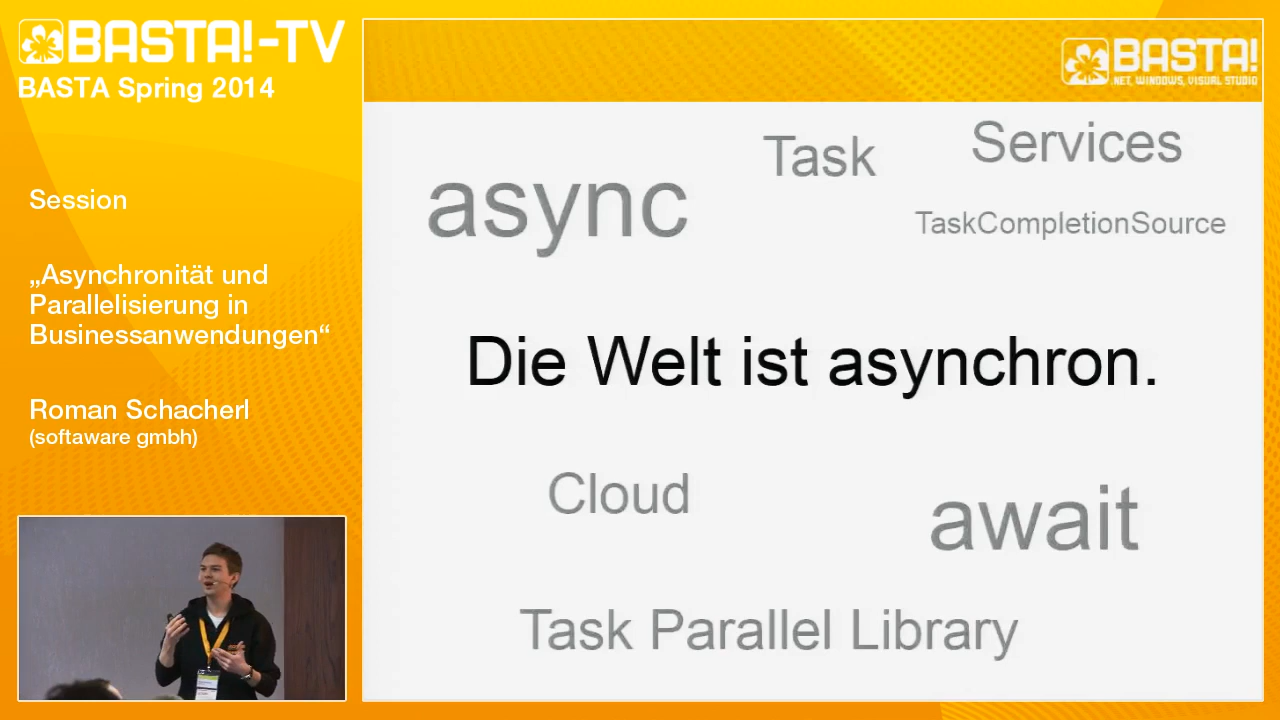 BASTA!-TV
BASTA Spring 2014
Session
„Asynchronität und
Parallelisierung in
Businessanwendungen“
Roman Schacherl
(softaware gmbh)
BASTA!
.NET, WINDOWS, VISUAL STUDIO
Task
Services
async
TaskCompletionSource
Die Welt ist asynchron.
Cloud
await
Task Parallel Library